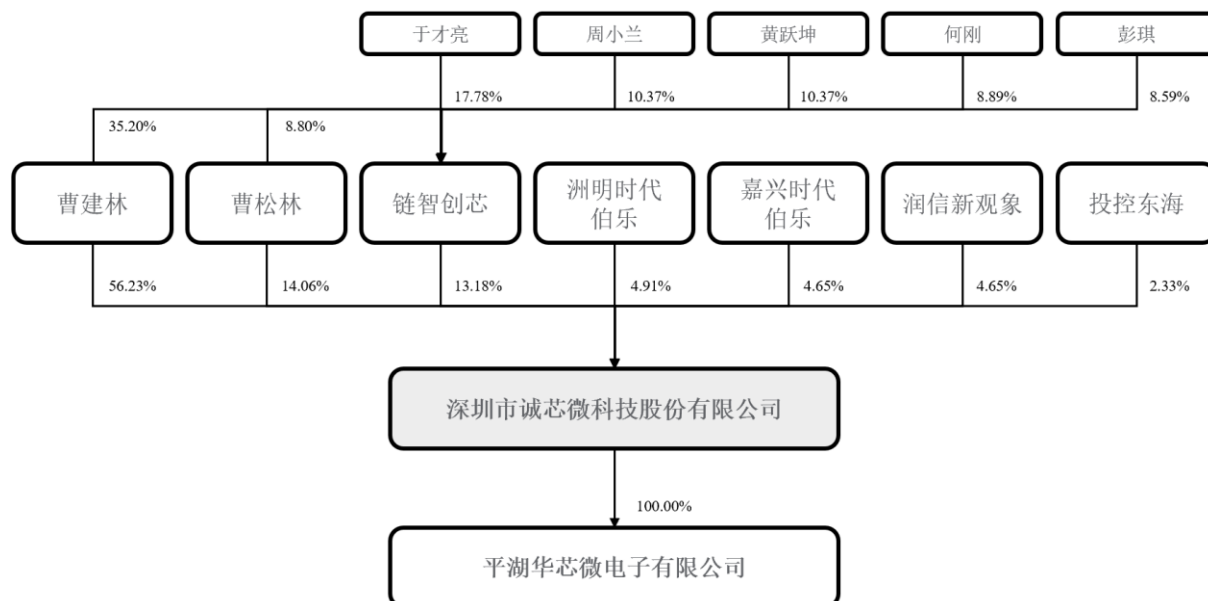 于才亮
周小兰
黄跃坤
何刚
彭琪
17.78%
10.37%
10.37%
8.89%
8.59%
35.20%
8.80%
曹建林
曹松林
链智创芯
洲明时代
伯乐
嘉兴时代
伯乐
润信新观象
投控东海
56.23%
14.06%
13.18%
4.91%
4.65%
4.65%
2.33%
深圳市诚芯微科技股份有限公司
100.00%
平湖华芯微电子有限公司